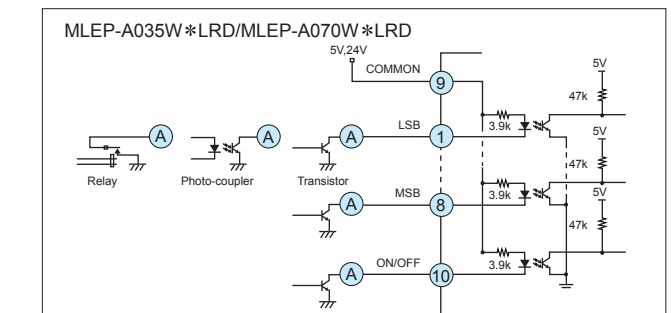 MLEP-A035W*LRD/MLEP-A070W*LRD
5V,24V
COMMON
9
5V
47k
3.9k
LSB
A
A
A
1
5V
Relay
Photo-coupler
Transistor
47k
MSB
A
8
3.9k
5V
47k
ON/OFF
A
10
3.9k